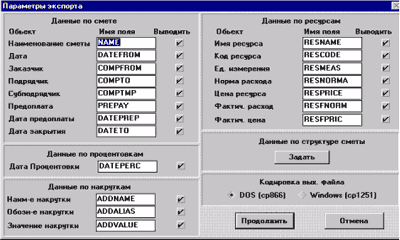 Параметры экспорта
Данные по смете
Объект Имя поля Выводить
Наименование сметы NAME
Дата DATEFROM
Заказчик COMPFROM
Подрядчик COMPTO
Субподрядчик COMPTMP
Предоплата PREPAY
Дата предоплаты DATEPREP
Дата закрытия DATETO
Данные по процентовкам
Дата Процентовки DATEPERC
Данные по накруткам
Наим-е накрутки ADDNAME
Обозн-е накрутки ADDALIAS
Значение накрутки ADDVALUE
Данные по ресурсам
Объект Имя поля Выводить
Имя ресурса RESNAME
Код ресурса RESCODE
Ед. измерения RESMEAS
Норма расхода RESNORMA
Цена ресурса RESPRICE
Фактич. расход RESFNORM
Фактич. цена RESFPRIC
Данные по структуре сметы
Задать
Кодировка вых. файла
DOS (cp866) Windows (cp1251)
Продолжить Отмена